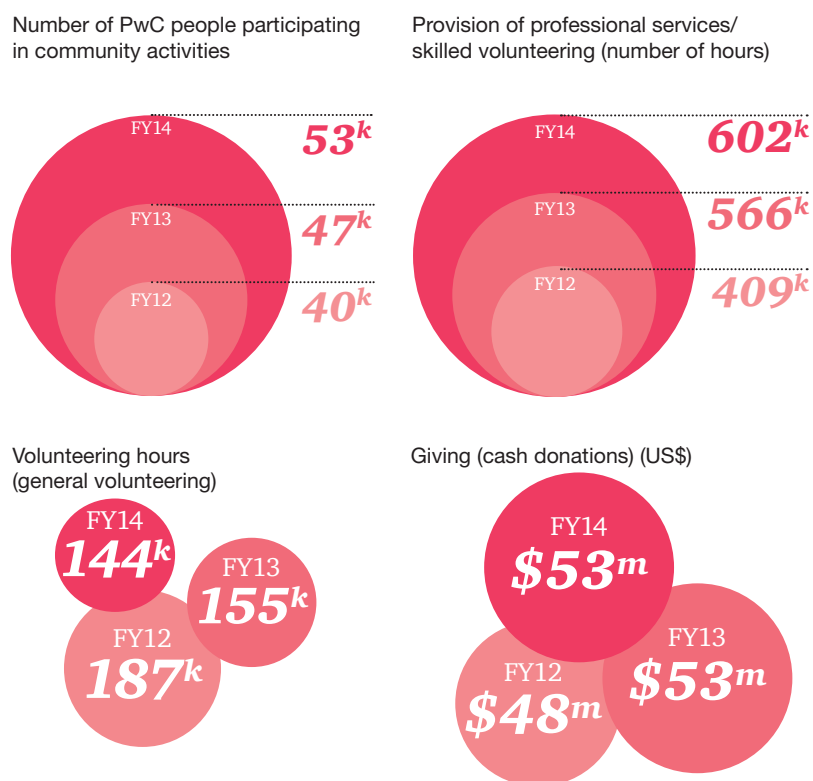 Number of PwC people participating
in community activities
FY14
53k
FY13
47k
FY12
40k
Provision of professional services/
skilled volunteering (number of hours)
FY14
602k
FY13
566k
FY12
409k
Volunteering hours
(general volunteering)
FY14
144k
FY13
155k
FY12
187k
Giving (cash donations) (US$)
FY14
$53m
FY13
$53m
FY12
$48m